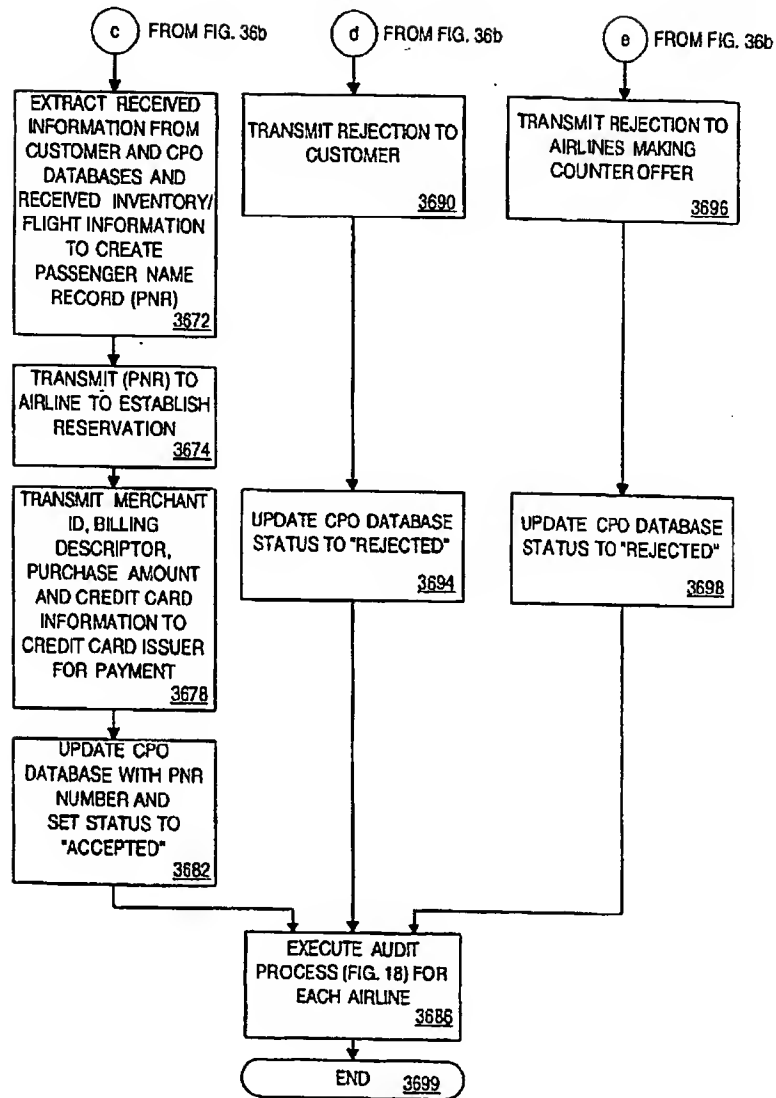 c FROM FIG. 36b
EXTRACT RECEIVED
INFORMATION FROM
CUSTOMER AND CPO
DATABASES AND
RECEIVED INVENTORY/
FLIGHT INFORMATION
TO CREATE
PASSENGER NAME
RECORD (PNR)
3672
TRANSMIT (PNR) TO
AIRLINE TO ESTABLISH
RESERVATION
3674
TRANSMIT MERCHANT
ID, BILLING
DESCRIPTOR,
PURCHASE AMOUNT
AND CREDIT CARD
INFORMATION TO
CREDIT CARD ISSUER
FOR PAYMENT
3678
UPDATE CPO
DATABASE WITH PNR
NUMBER AND
SET STATUS TO
"ACCEPTED"
3682
d FROM FIG. 36b
TRANSMIT REJECTION TO
CUSTOMER
3690
UPDATE CPO DATABASE
STATUS TO "REJECTED"
3694
e FROM FIG. 36b
TRANSMIT REJECTION TO
AIRLINES MAKING
COUNTER OFFER
3696
UPDATE CPO DATABASE
STATUS TO "REJECTED"
3698
EXECUTE AUDIT
PROCESS (FIG. 18) FOR
EACH AIRLINE
3686
END 3699